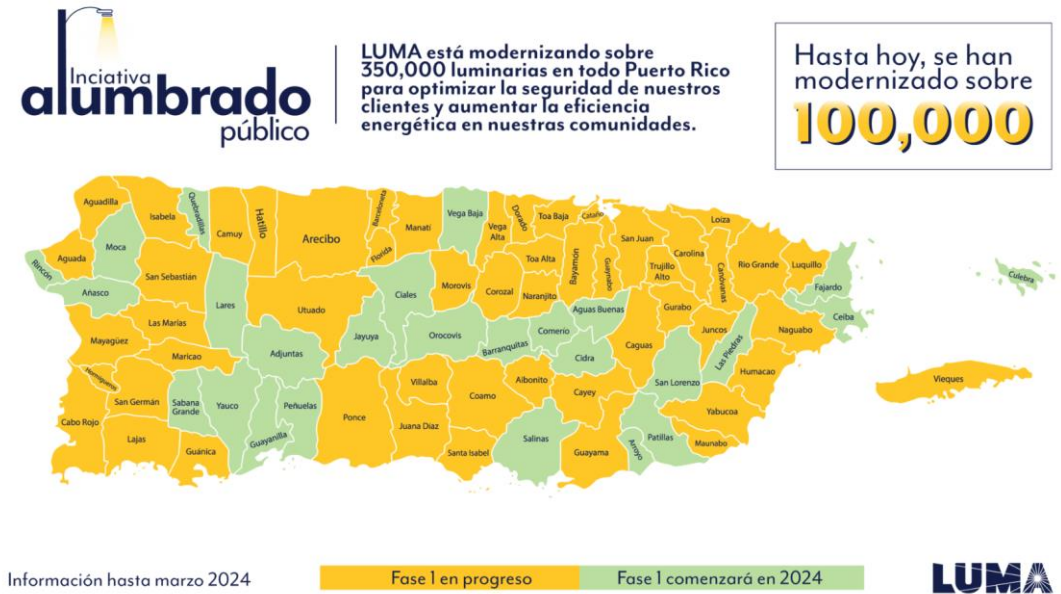 Inciativa
alumbrado
público
LUMA está modernizando sobre
350,000 luminarias en todo Puerto Rico
para optimizar la seguridad de nuestros
clientes y aumentar la eficiencia
energética en nuestras comunidades.
Hasta hoy, se han
modernizado sobre
100,000
Aguadilla
Isabela
Quebradillas
Camuy
Hatillo
Arecibo
Barceloneta
Florida
Manatí
Vega Baja
Vega
Alta
Dorado
Toa Baja
Cataño
Loiza
Moca
Aguada
Rincón
Añasco
San Sebastián
Lares
Utuado
Ciales
Morovis
Corozal
Toa Alta
Naranjito
Bayamón
Guaynabo
San Juan
Trujillo
Alto
Carolina
Canóvanas
Rio Grande
Luquillo
Fajardo
Ceiba
Culebra
Las Marías
Mayagüez
Maricao
Adjuntas
Jayuya
Orocovis
Barranquitas
Comerío
Aguas Buenas
Cidra
Caguas
Gurabo
Juncos
Las Piedras
Naguabo
Humacao
Vieques
Hormigueros
San Germán
Sabana
Grande
Yauco
Guayanilla
Peñuelas
Ponce
Villalba
Juana Diaz
Coamo
Aibonito
Cayey
San Lorenzo
Yabucoa
Maunabo
Cabo Rojo
Lajas
Guánica
Santa Isabel
Salinas
Guayama
Arroyo
Patillas
Información hasta marzo 2024
Fase 1 en progreso
Fase 1 comenzará en 2024
LUMA